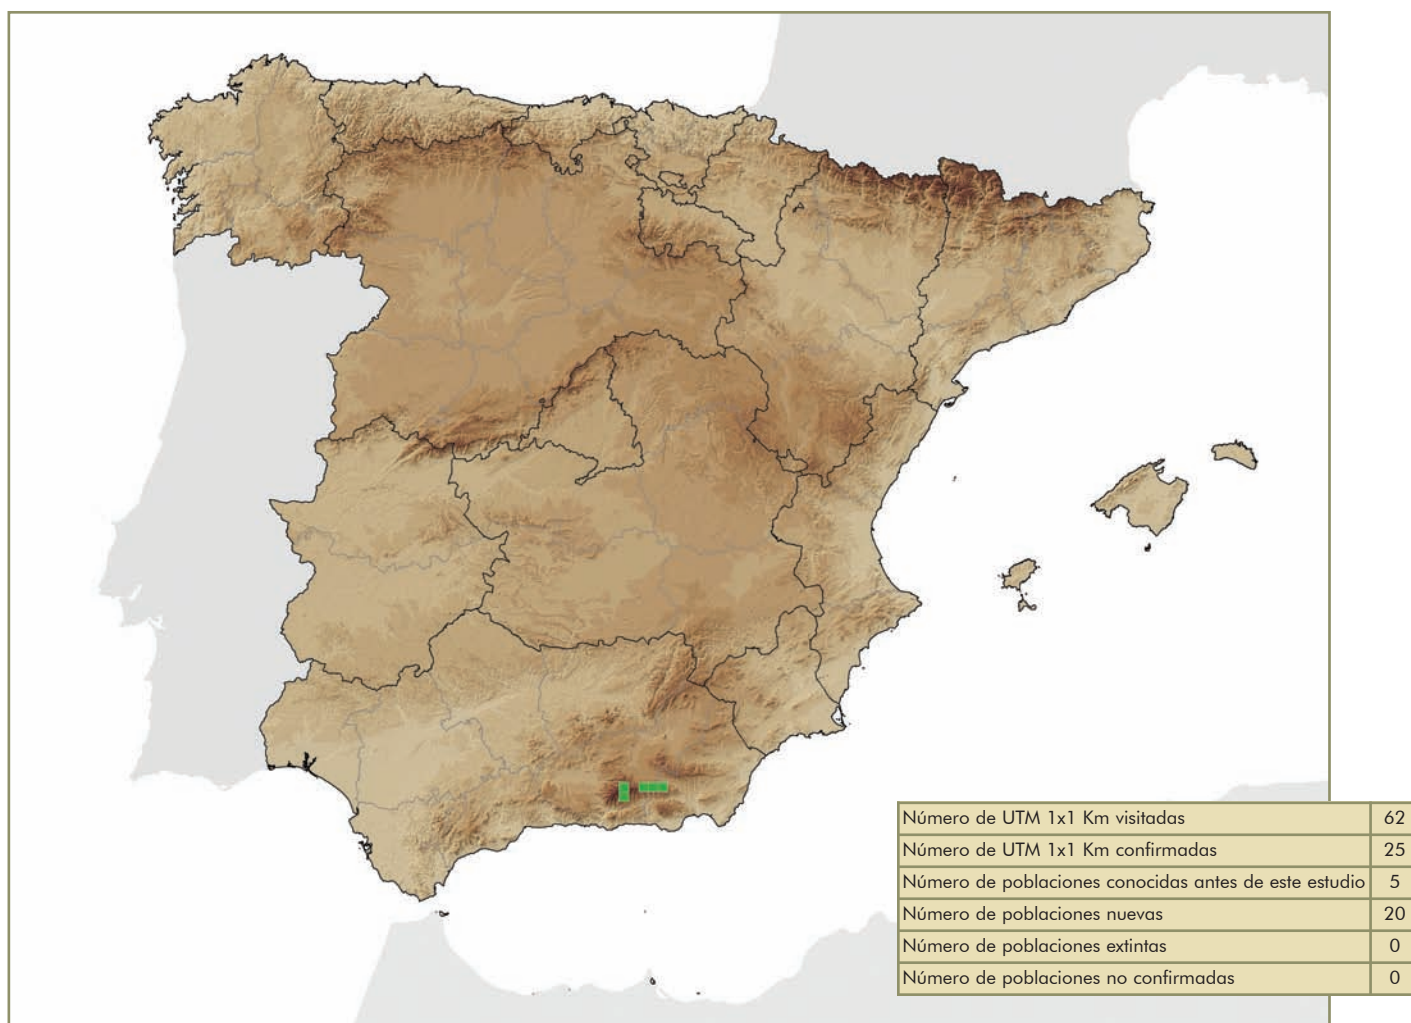 Número de UTM 1x1 Km visitadas 62
Número de UTM 1x1 Km confirmadas 25
Número de poblaciones conocidas antes de este estudio 5
Número de poblaciones nuevas 20
Número de poblaciones extintas 0
Número de poblaciones no confirmadas 0